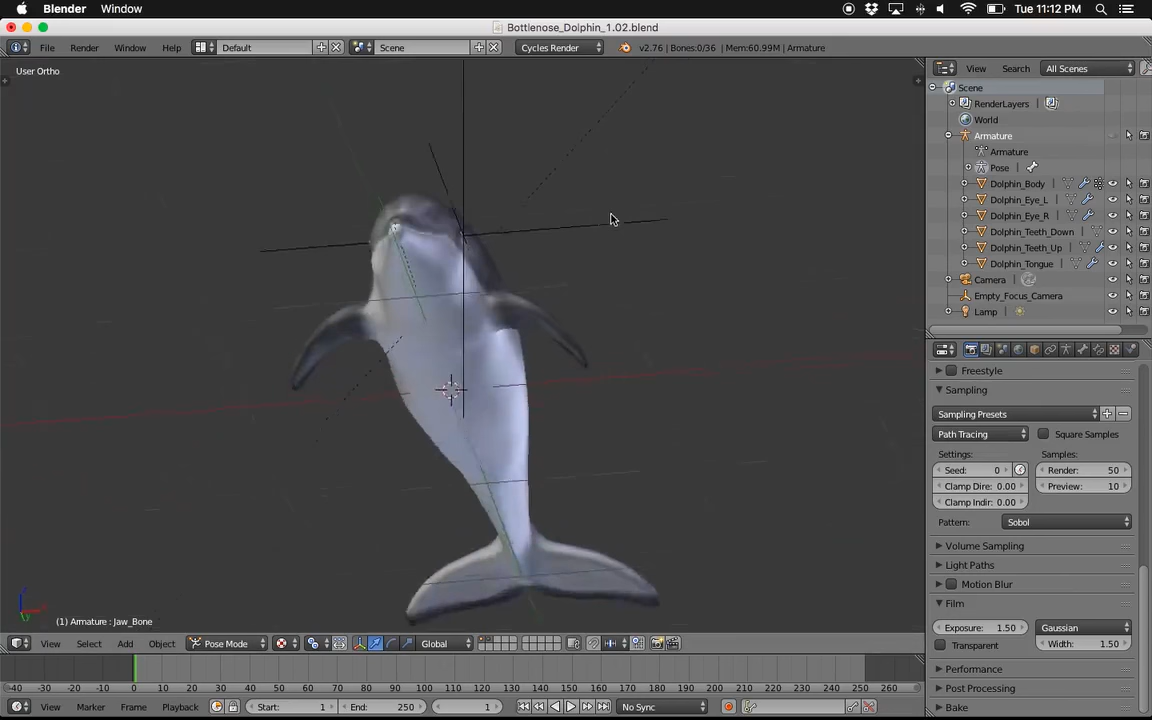 Blender Window Tue 11:12 PM
Bottlenose_Dolphin_1.02.blend
File Render Window Help Default Scene Cycles Render v2.76 | Bones:0/36 | Mem:60.99M | Armature
User Ortho
View Search All Scenes
Scene
RenderLayers
World
Armature
Armature
Pose
Dolphin_Body
Dolphin_Eye_L
Dolphin_Eye_R
Dolphin_Teeth_Down
Dolphin_Teeth_Up
Dolphin_Tongue
Camera
Empty_Focus_Camera
Lamp
Freestyle
Sampling
Sampling Presets
Path Tracing Square Samples
Settings: Samples:
Seed: 0 Render: 50
Clamp Dire: 0.00 Preview: 10
Clamp Indir: 0.00
Pattern: Sobol
Volume Sampling
Light Paths
Motion Blur
Film
Exposure: 1.50 Gaussian
Transparent Width: 1.50
Performance
Post Processing
Bake
(1) Armature : Jaw_Bone
View Select Add Object Pose Mode Global
-40 -30 -20 -10 0 10 20 30 40 50 60 70 80 90 100 110 120 130 140 150 160 170 180 190 200 210 220 230 240 250 260
View Marker Frame Playback Start: 1 End: 250 1 No Sync